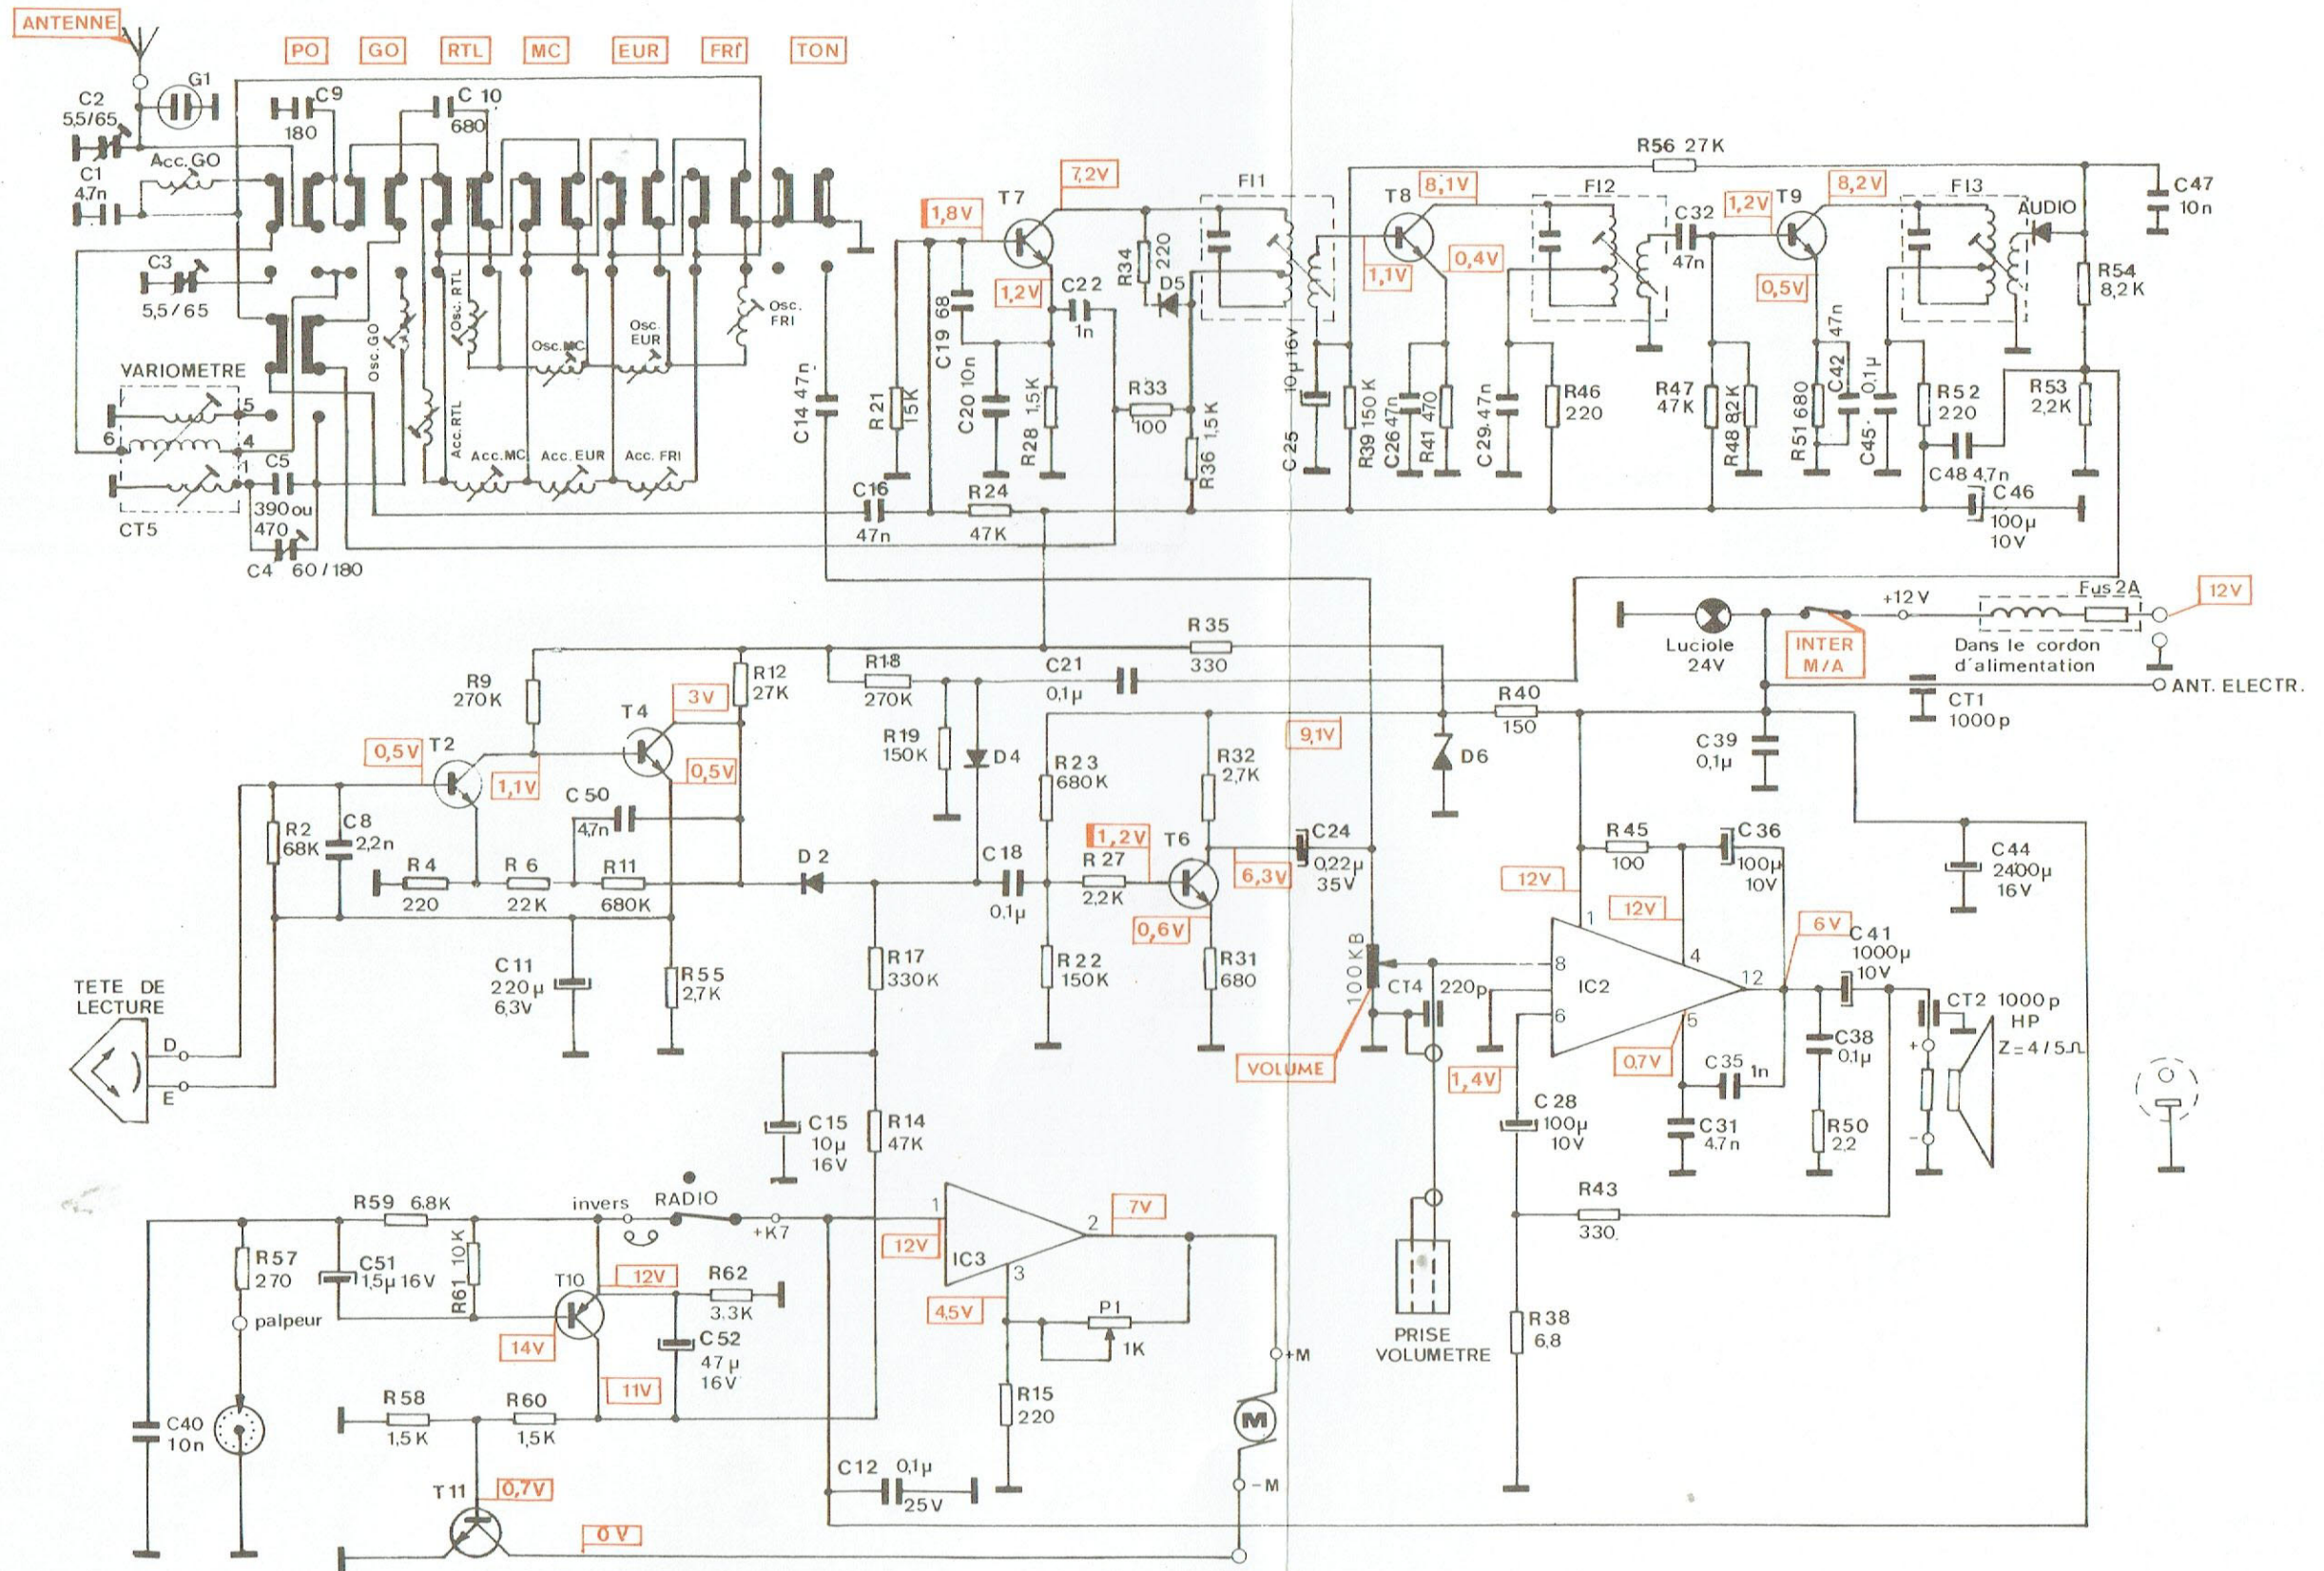 ANTENNE
PO GO RTL MC EUR FRI TON
G1
C2
5,5/65
C9
180
C 10
680
Acc.GO
C1
47n
C3
5,5/65
Osc.GO
Osc. RTL
Osc.MC
Osc.
EUR
Osc.
FRI
Acc.RTL
Acc.MC
Acc.EUR
Acc. FRI
VARIOMETRE
5
6
4
1
CT5
C5
390 ou
470
C4 60/180
C14 47n
C16
47n
R24
47K
R21
15K
1,8V
T7
7,2V
1,2V
C19 68
C20 10n
R28 1,5K
C22
1n
R33
100
R34
220
D5
R36 1,5K
FI1
10µ16V
C25
R39 150K
T8
8,1V
1,1V
0,4V
C26 47n
R41 470
C29 47n
R46
220
FI2
C32
47n
R56 27K
T9
1,2V
8,2V
0,5V
R47
47K
R48 82K
R51 680
C42 47n
C45 0,1µ
FI3
AUDIO
C47
10n
R54
8,2K
R52
220
R53
2,2K
C48 4,7n
C46
100µ
10V
Fus 2A
12V
+12V
INTER
M/A
Luciole
24V
Dans le cordon
d'alimentation
ANT. ELECTR.
CT1
1000p
C39
0,1µ
R40
150
D6
R35
330
C21
0,1µ
R18
270K
R19
150K
D4
R12
27K
R9
270K
3V
T4
0,5V
0,5V
T2
1,1V
C 50
4,7n
R2
68K
C8
2,2n
R 4
220
R 6
22K
R11
680K
D 2
C18
0,1µ
R23
680K
R 27
2,2K
1,2V
T6
R32
2,7K
9,1V
6,3V
C24
0,22µ
35V
0,6V
R31
680
R22
150K
R17
330K
C11
220µ
6,3V
R55
2,7K
TETE DE
LECTURE
D
E
C15
10µ
16V
R14
47K
100KB
VOLUME
CT4 220p
PRISE
VOLUMETRE
R45
100
C36
100µ
10V
C44
2400µ
16V
12V
12V
6V
1
4
8
6
5
12
IC2
C41
1000µ
10V
0,7V
1,4V
C35 1n
C31
4.7n
C38
0.1µ
R50
2,2
CT2 1000p
HP
Z=4/5Ω
+
-
C28
100µ
10V
R43
330
R38
6,8
R59 6.8K
invers
RADIO
+K7
R57
270
palpeur
C51
1,5µ 16V
R61 10K
T10
12V
R62
3.3K
14V
11V
C52
47µ
16V
R58
1,5K
R60
1,5K
C40
10n
T11
0,7V
0V
C12 0,1µ
25V
1
12V
IC3
2
7V
3
4,5V
P1
1K
R15
220
+M
M
-M